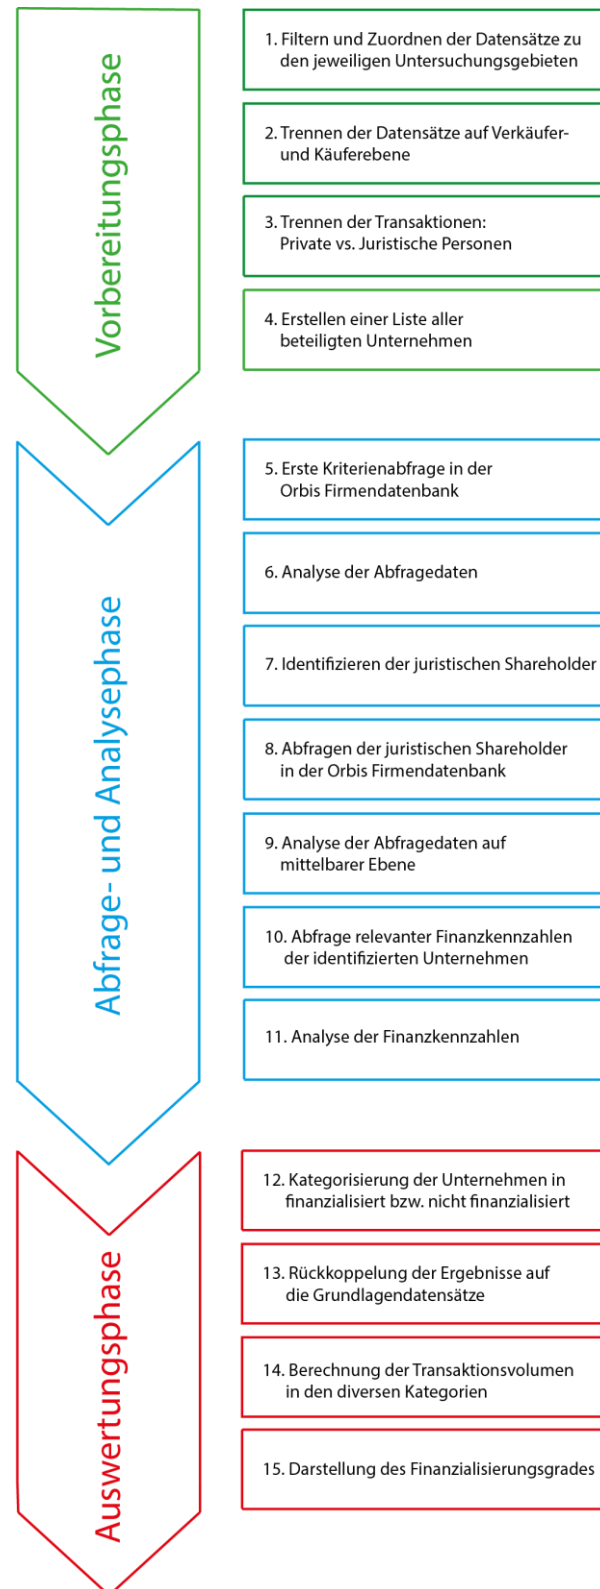 Vorbereitungsphase
1. Filtern und Zuordnen der Datensätze zu
den jeweiligen Untersuchungsgebieten
2. Trennen der Datensätze auf Verkäufer-
und Käuferebene
3. Trennen der Transaktionen:
Private vs. Juristische Personen
4. Erstellen einer Liste aller
beteiligten Unternehmen
Abfrage- und Analysephase
5. Erste Kriterienabfrage in der
Orbis Firmendatenbank
6. Analyse der Abfragedaten
7. Identifizieren der juristischen Shareholder
8. Abfragen der juristischen Shareholder
in der Orbis Firmendatenbank
9. Analyse der Abfragedaten auf
mittelbarer Ebene
10. Abfrage relevanter Finanzkennzahlen
der identifizierten Unternehmen
11. Analyse der Finanzkennzahlen
Auswertungsphase
12. Kategorisierung der Unternehmen in
finanzialisiert bzw. nicht finanzialisiert
13. Rückkoppelung der Ergebnisse auf
die Grundlagendatensätze
14. Berechnung der Transaktionsvolumen
in den diversen Kategorien
15. Darstellung des Finanzialisierungsgrades